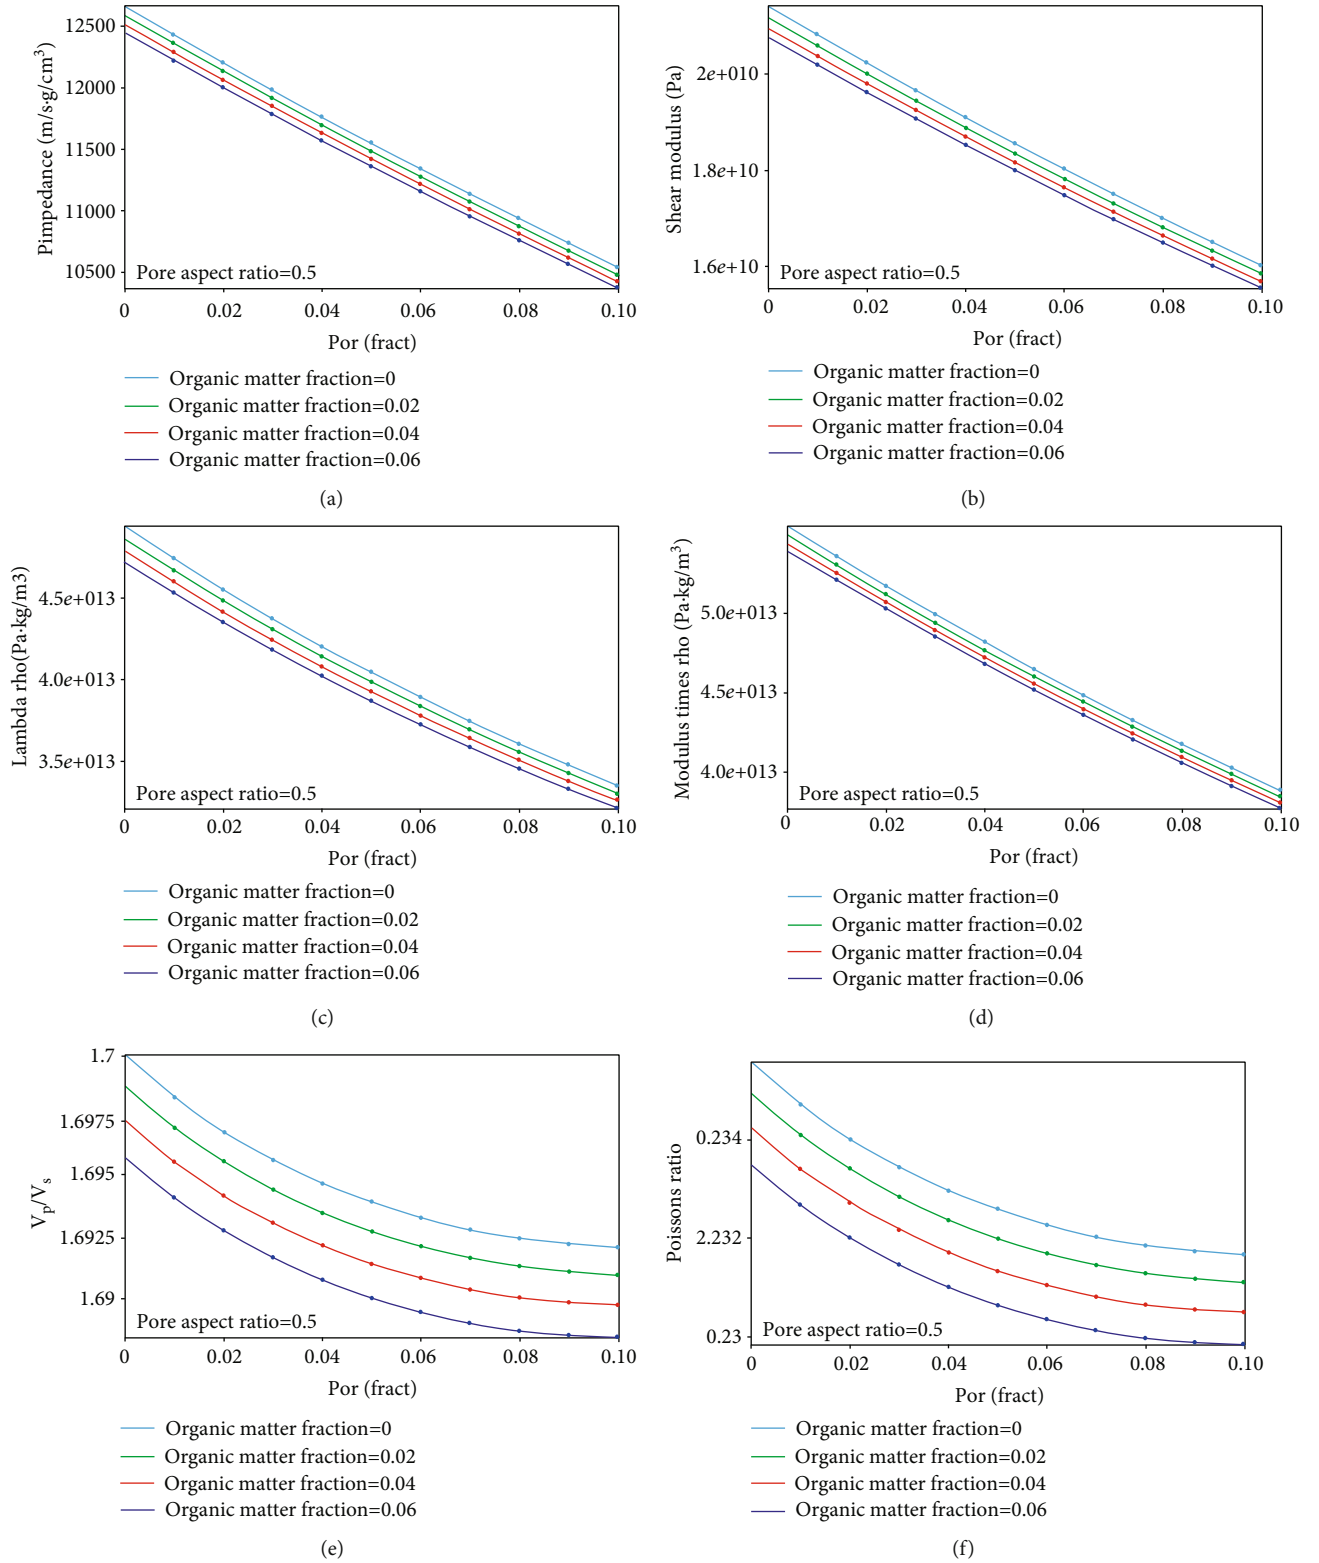 Pimpedance (m/s·g/cm³)
12500
12000
11500
11000
10500
Pore aspect ratio=0.5
0 0.02 0.04 0.06 0.08 0.10
Por (fract)
Organic matter fraction=0
Organic matter fraction=0.02
Organic matter fraction=0.04
Organic matter fraction=0.06
(a)
Shear modulus (Pa)
2e+010
1.8e+10
1.6e+10
Pore aspect ratio=0.5
0 0.02 0.04 0.06 0.08 0.10
Por (fract)
Organic matter fraction=0
Organic matter fraction=0.02
Organic matter fraction=0.04
Organic matter fraction=0.06
(b)
Lambda rho(Pa·kg/m3)
4.5e+013
4.0e+013
3.5e+013
Pore aspect ratio=0.5
0 0.02 0.04 0.06 0.08 0.10
Por (fract)
Organic matter fraction=0
Organic matter fraction=0.02
Organic matter fraction=0.04
Organic matter fraction=0.06
(c)
Modulus times rho (Pa·kg/m³)
5.0e+013
4.5e+013
4.0e+013
Pore aspect ratio=0.5
0 0.02 0.04 0.06 0.08 0.10
Por (fract)
Organic matter fraction=0
Organic matter fraction=0.02
Organic matter fraction=0.04
Organic matter fraction=0.06
(d)
Vp/Vs
1.7
1.6975
1.695
1.6925
1.69
Pore aspect ratio=0.5
0 0.02 0.04 0.06 0.08 0.10
Por (fract)
Organic matter fraction=0
Organic matter fraction=0.02
Organic matter fraction=0.04
Organic matter fraction=0.06
(e)
Poissons ratio
0.234
2.232
0.23
Pore aspect ratio=0.5
0 0.02 0.04 0.06 0.08 0.10
Por (fract)
Organic matter fraction=0
Organic matter fraction=0.02
Organic matter fraction=0.04
Organic matter fraction=0.06
(f)